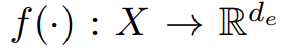 f(·) : X → ℝ^{d_e}